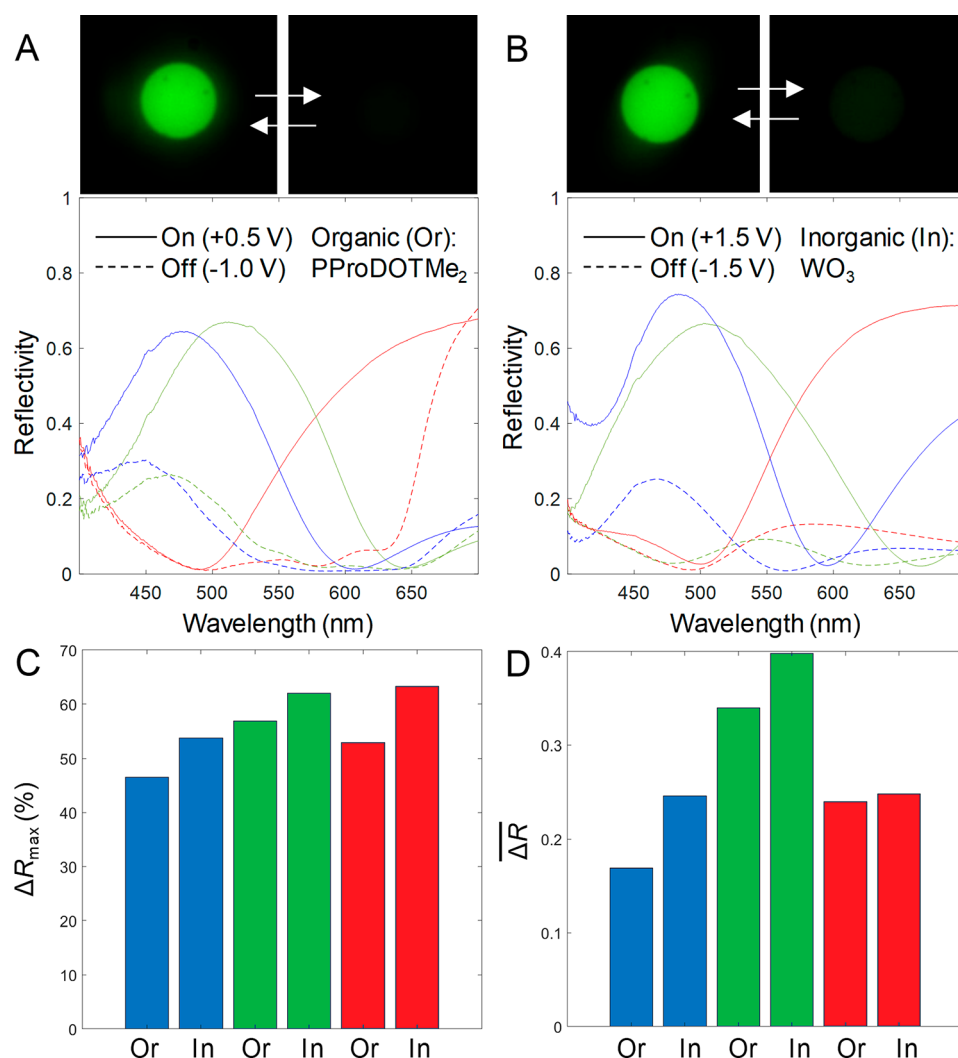 A
B
1
0.8
0.6
0.4
0.2
0
Reflectivity
On (+0.5 V) Organic (Or):
Off (-1.0 V) PProDOTMe2
450 500 550 600 650
Wavelength (nm)
1
0.8
0.6
0.4
0.2
0
Reflectivity
On (+1.5 V) Inorganic (In):
Off (-1.5 V) WO3
450 500 550 600 650
Wavelength (nm)
C
70
60
50
40
30
20
10
0
ΔRmax (%)
Or In Or In Or In
D
0.4
0.3
0.2
0.1
0
ΔR
Or In Or In Or In